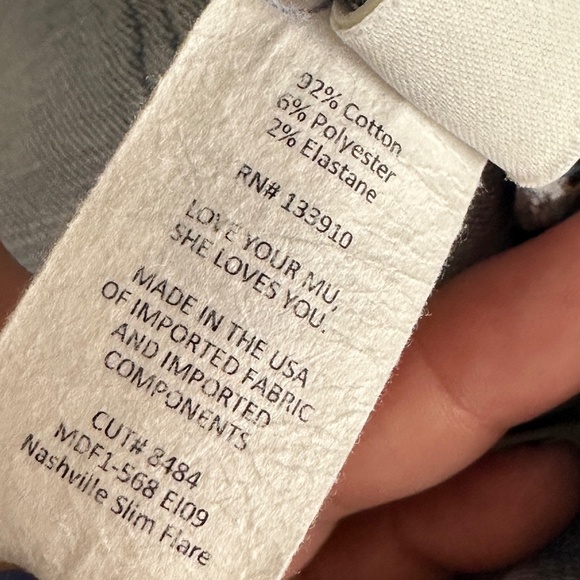 92% Cotton
6% Polyester
2% Elastane
RN# 133910
LOVE YOUR MU,
SHE LOVES YOU.
MADE IN THE USA
OF IMPORTED FABRIC
AND IMPORTED
COMPONENTS
CUT# 8484
MDF1-568 EI09
Nashville Slim Flare